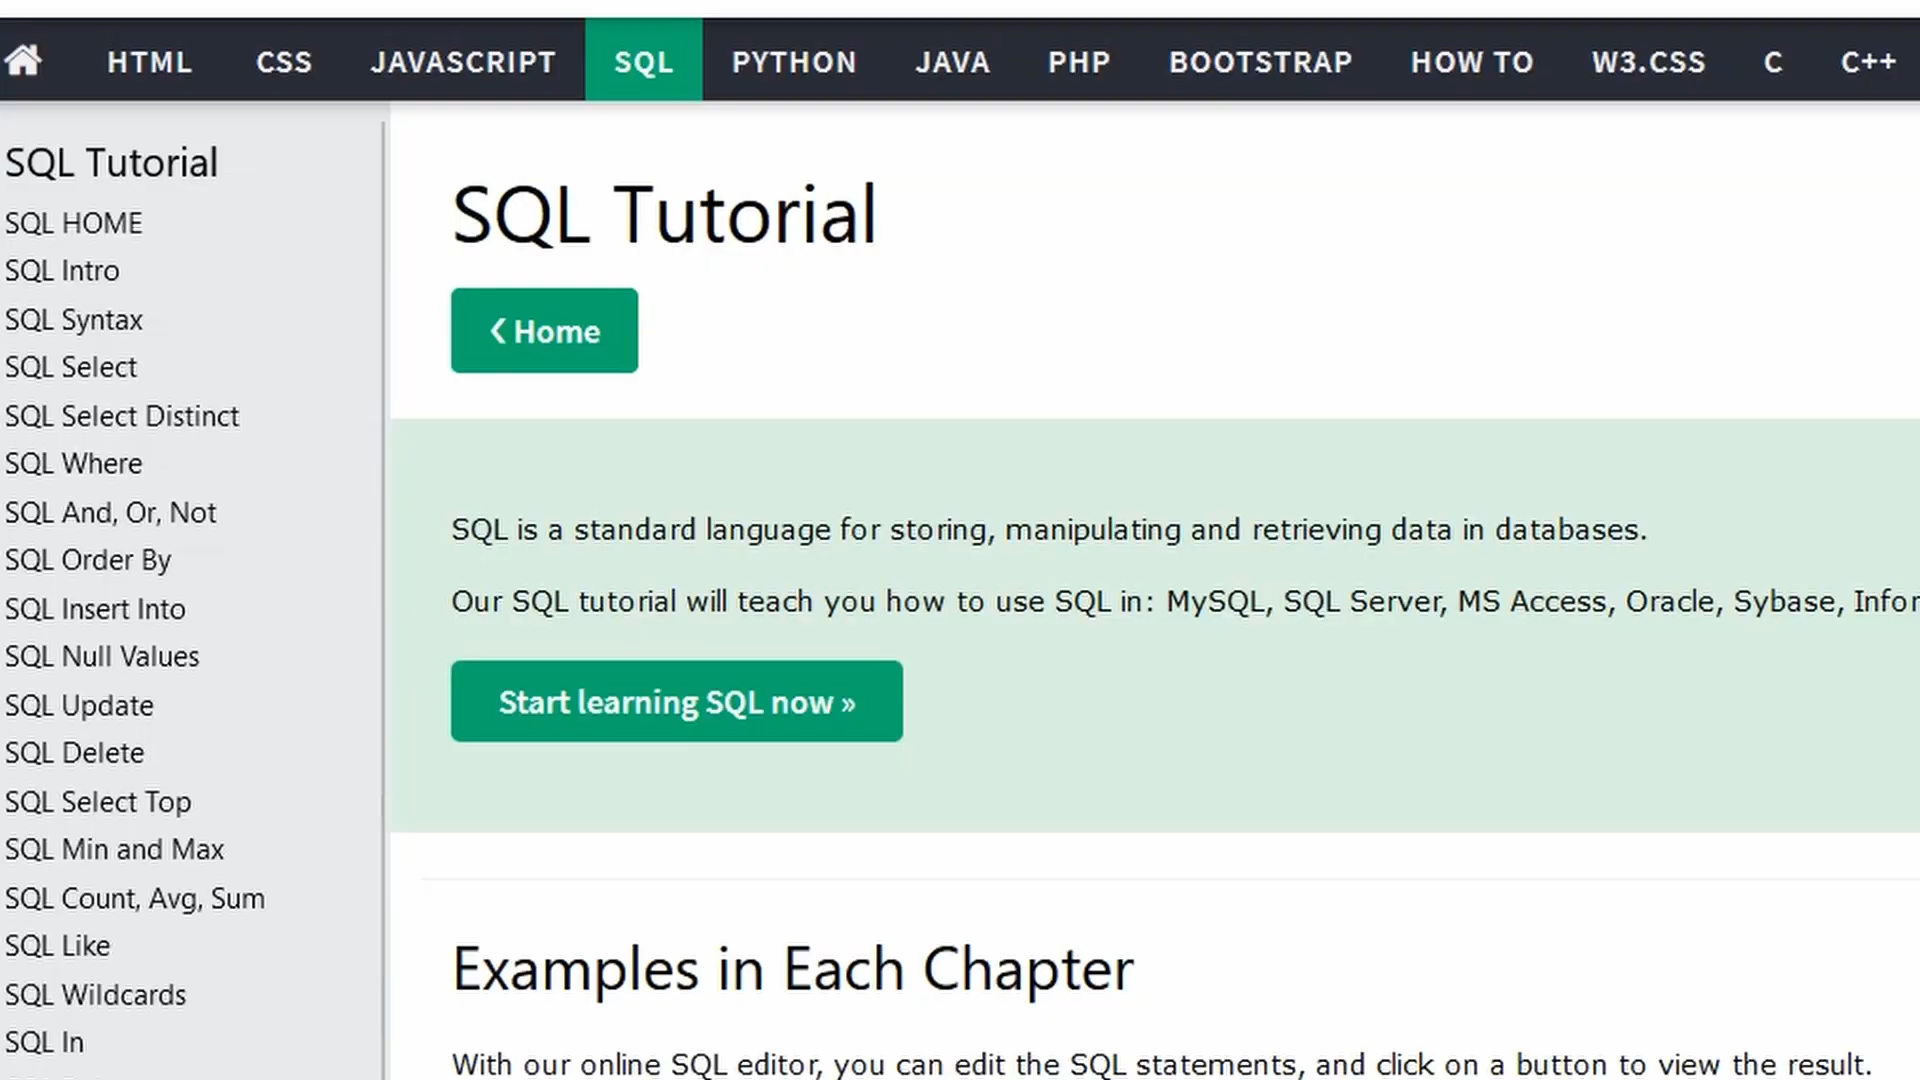 HTML CSS JAVASCRIPT SQL PYTHON JAVA PHP BOOTSTRAP HOW TO W3.CSS C C++
SQL Tutorial
SQL HOME
SQL Intro
SQL Syntax
SQL Select
SQL Select Distinct
SQL Where
SQL And, Or, Not
SQL Order By
SQL Insert Into
SQL Null Values
SQL Update
SQL Delete
SQL Select Top
SQL Min and Max
SQL Count, Avg, Sum
SQL Like
SQL Wildcards
SQL In
SQL Tutorial
❮ Home
SQL is a standard language for storing, manipulating and retrieving data in databases.
Our SQL tutorial will teach you how to use SQL in: MySQL, SQL Server, MS Access, Oracle, Sybase,
Start learning SQL now »
Examples in Each Chapter
With our online SQL editor, you can edit the SQL statements, and click on a button to view the result.